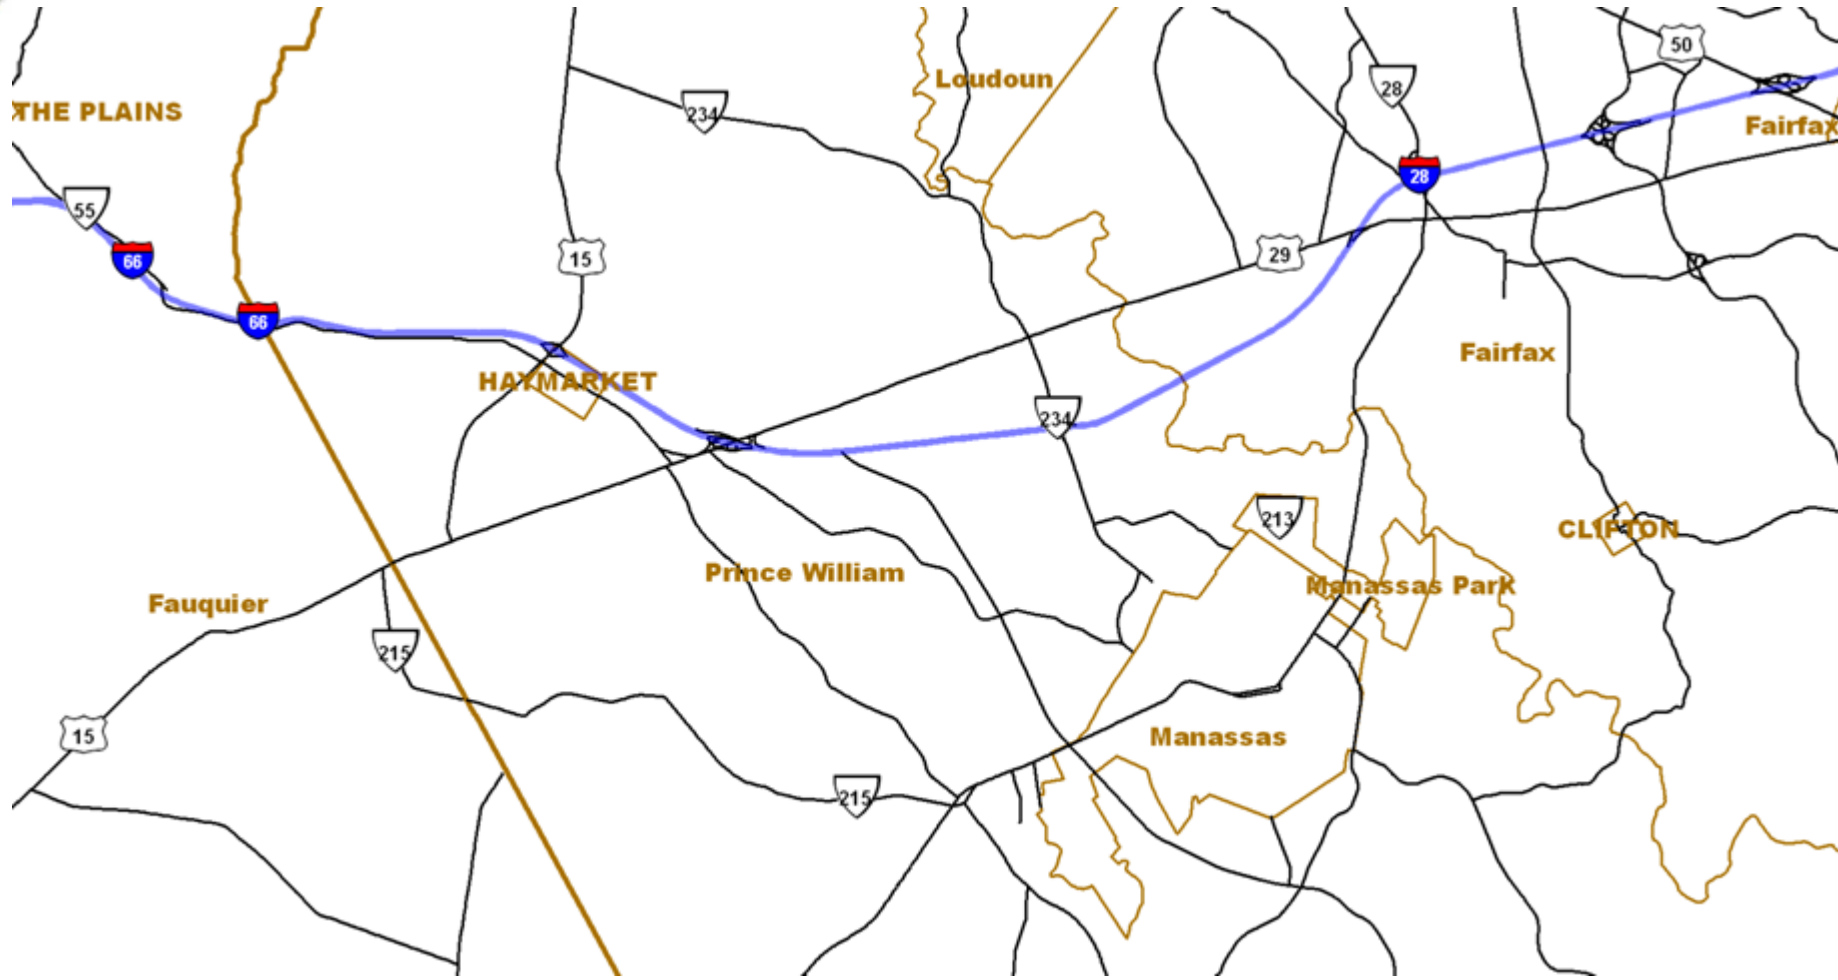 50
Loudoun
28
THE PLAINS
234
Fairfax
28
55
15
29
66
66
Fairfax
HAYMARKET
234
213
CLIFTON
Prince William
Manassas Park
Fauquier
215
15
Manassas
215